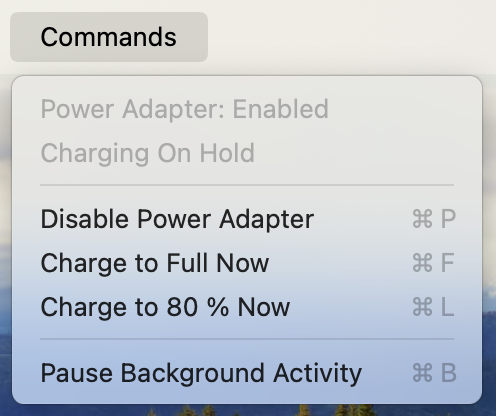 Commands
Power Adapter: Enabled
Charging On Hold
Disable Power Adapter ⌘ P
Charge to Full Now ⌘ F
Charge to 80 % Now ⌘ L
Pause Background Activity ⌘ B